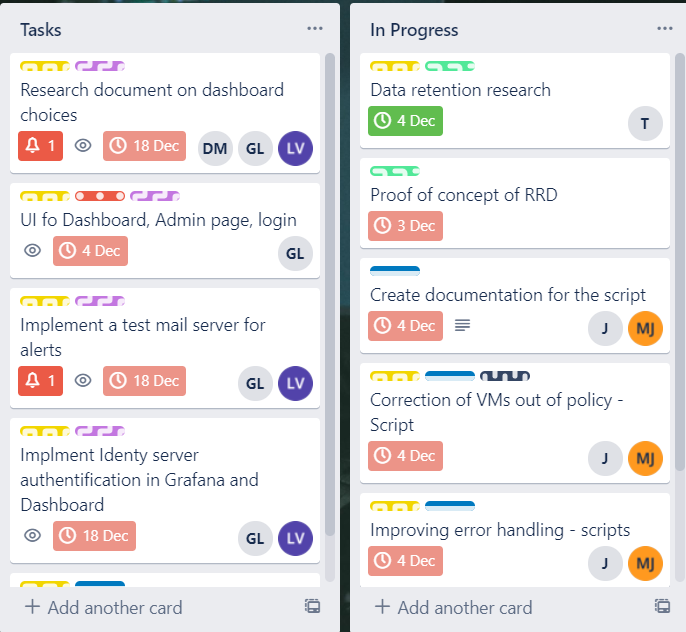 Tasks
Research document on dashboard
choices
1
18 Dec
DM
GL
LV
UI fo Dashboard, Admin page, login
4 Dec
GL
Implement a test mail server for
alerts
1
18 Dec
GL
LV
Implment Identy server
authentification in Grafana and
Dashboard
18 Dec
GL
LV
Add another card
In Progress
Data retention research
4 Dec
T
Proof of concept of RRD
3 Dec
Create documentation for the script
4 Dec
J
MJ
Correction of VMs out of policy -
Script
4 Dec
J
MJ
Improving error handling - scripts
4 Dec
J
MJ
Add another card